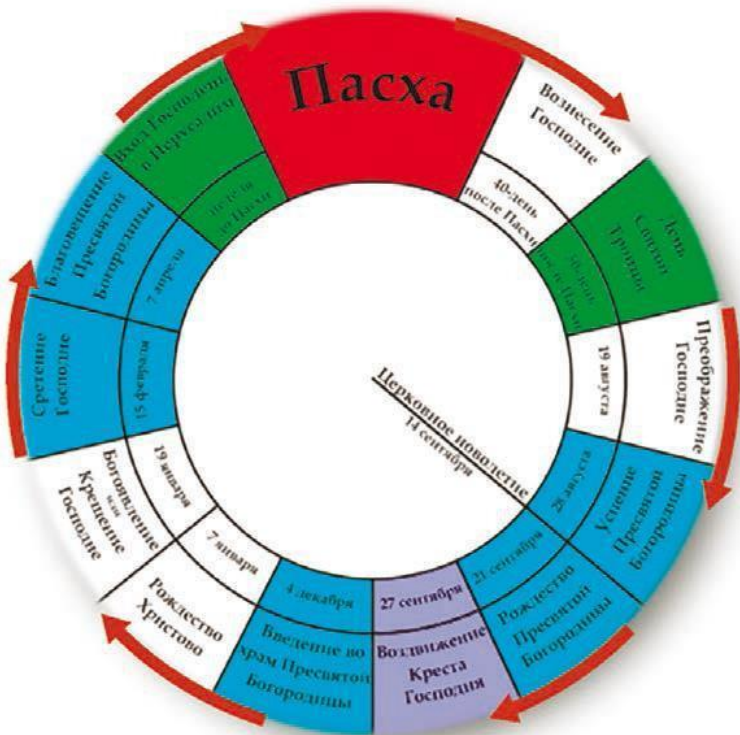 Пасха
Вознесение
Господне
40-день
после Пасхи
День
Святой
Троицы
50-день
после Пасхи
Преображение
Господне
19 августа
Успение
Пресвятой
Богородицы
28 августа
Церковное новолетие
14 сентября
Рождество
Пресвятой
Богородицы
21 сентября
Воздвижение
Креста
Господня
27 сентября
Введение во
храм Пресвятой
Богородицы
4 декабря
Рождество
Христово
7 января
Богоявление
или
Крещение
Господне
19 января
Сретение
Господне
15 февраля
Благовещение
Пресвятой
Богородицы
7 апреля
Вход Господень
в Иерусалим
неделя
до Пасхи